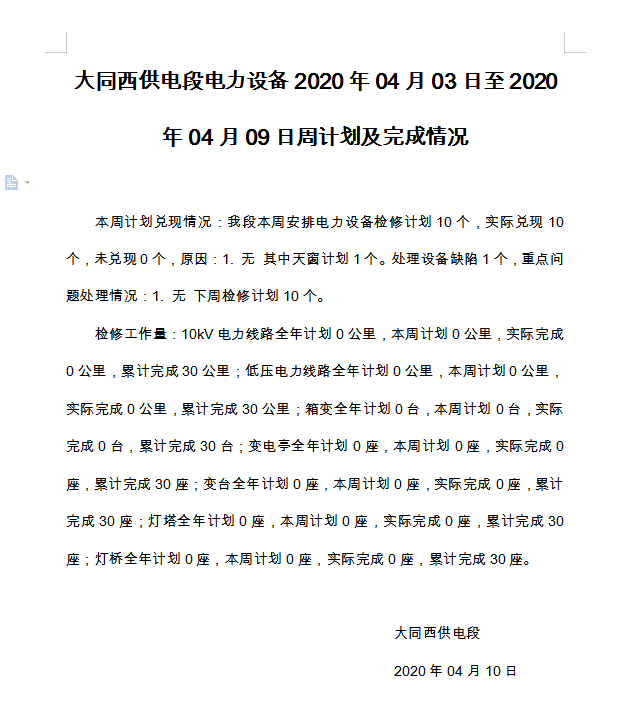 大同西供电段电力设备 2020 年 04 月 03 日至 2020
年 04 月 09 日周计划及完成情况
本周计划兑现情况：我段本周安排电力设备检修计划 10 个，实际兑现 10
个，未兑现 0 个，原因：1. 无 其中天窗计划 1 个。处理设备缺陷 1 个，重点问
题处理情况：1. 无 下周检修计划 10 个。
检修工作量：10kV 电力线路全年计划 0 公里，本周计划 0 公里，实际完成
0 公里，累计完成 30 公里；低压电力线路全年计划 0 公里，本周计划 0 公里，
实际完成 0 公里，累计完成 30 公里；箱变全年计划 0 台，本周计划 0 台，实际
完成 0 台，累计完成 30 台；变电亭全年计划 0 座，本周计划 0 座，实际完成 0
座，累计完成 30 座；变台全年计划 0 座，本周计划 0 座，实际完成 0 座，累计
完成 30 座；灯塔全年计划 0 座，本周计划 0 座，实际完成 0 座，累计完成 30
座；灯桥全年计划 0 座，本周计划 0 座，实际完成 0 座，累计完成 30 座。
大同西供电段
2020 年 04 月 10 日